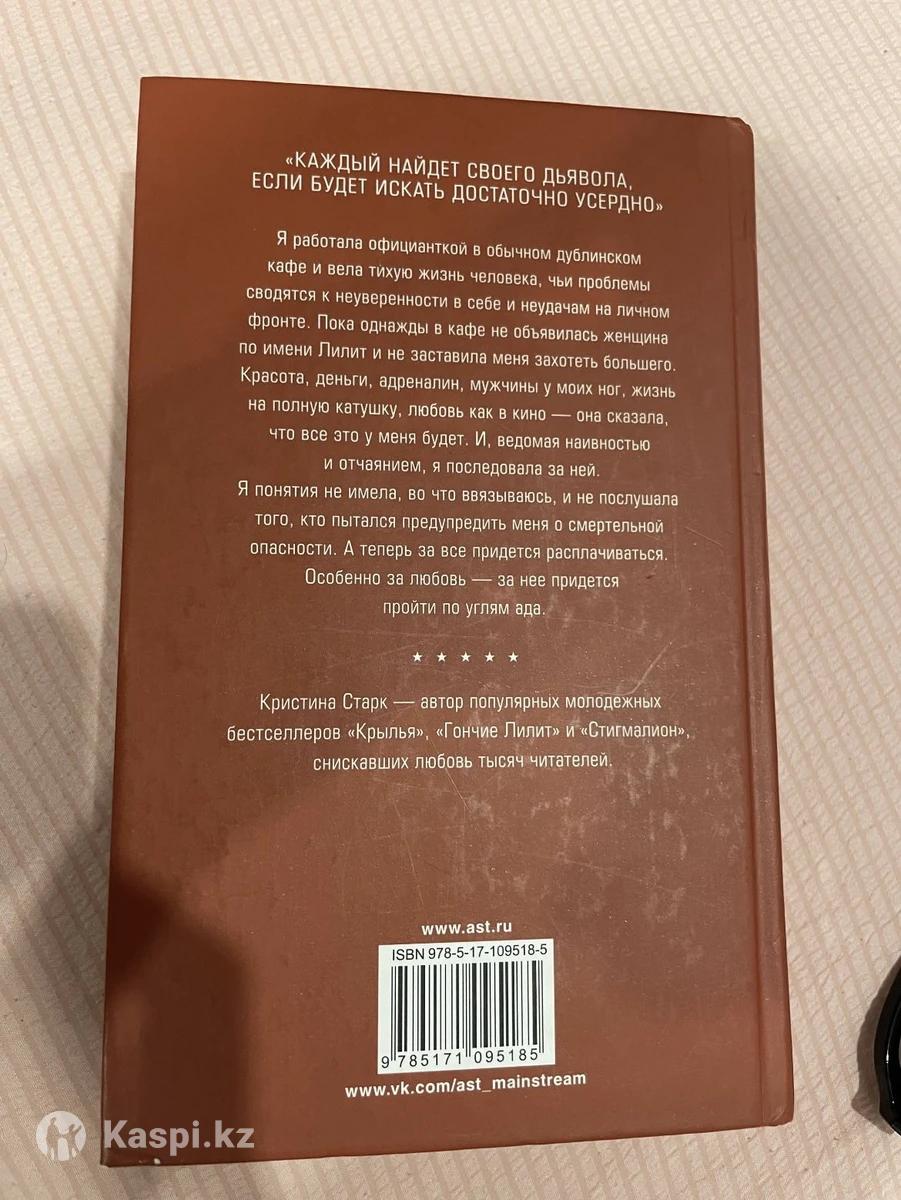 «КАЖДЫЙ НАЙДЕТ СВОЕГО ДЬЯВОЛА,
ЕСЛИ БУДЕТ ИСКАТЬ ДОСТАТОЧНО УСЕРДНО»
Я работала официанткой в обычном дублинском
кафе и вела тихую жизнь человека, чьи проблемы
сводятся к неуверенности в себе и неудачам на личном
фронте. Пока однажды в кафе не объявилась женщина
по имени Лилит и не заставила меня захотеть большего.
Красота, деньги, адреналин, мужчины у моих ног, жизнь
на полную катушку, любовь как в кино — она сказала,
что все это у меня будет. И, ведомая наивностью
и отчаянием, я последовала за ней.
Я понятия не имела, во что ввязываюсь, и не послушала
того, кто пытался предупредить меня о смертельной
опасности. А теперь за все придется расплачиваться.
Особенно за любовь — за нее придется
пройти по углям ада.
★ ★ ★ ★ ★
Кристина Старк — автор популярных молодежных
бестселлеров «Крылья», «Гончие Лилит» и «Стигмалион»,
снискавших любовь тысяч читателей.
www.ast.ru
ISBN 978-5-17-109518-5
9 785171 095185
www.vk.com/ast_mainstream
Kaspi.kz